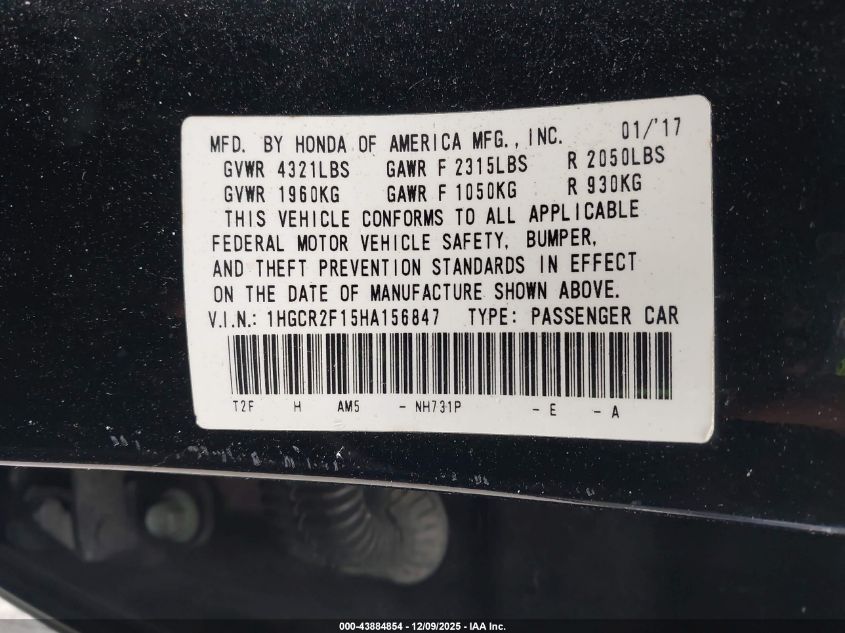 MFD. BY HONDA OF AMERICA MFG., INC. 01/'17
GVWR 4321LBS GAWR F 2315LBS R 2050LBS
GVWR 1960KG GAWR F 1050KG R 930KG
THIS VEHICLE CONFORMS TO ALL APPLICABLE
FEDERAL MOTOR VEHICLE SAFETY, BUMPER,
AND THEFT PREVENTION STANDARDS IN EFFECT
ON THE DATE OF MANUFACTURE SHOWN ABOVE.
V.I.N.: 1HGCR2F15HA156847 TYPE: PASSENGER CAR
T2F H AM5 - NH731P - E - A
000-43884854 - 12/09/2025 - IAA Inc.